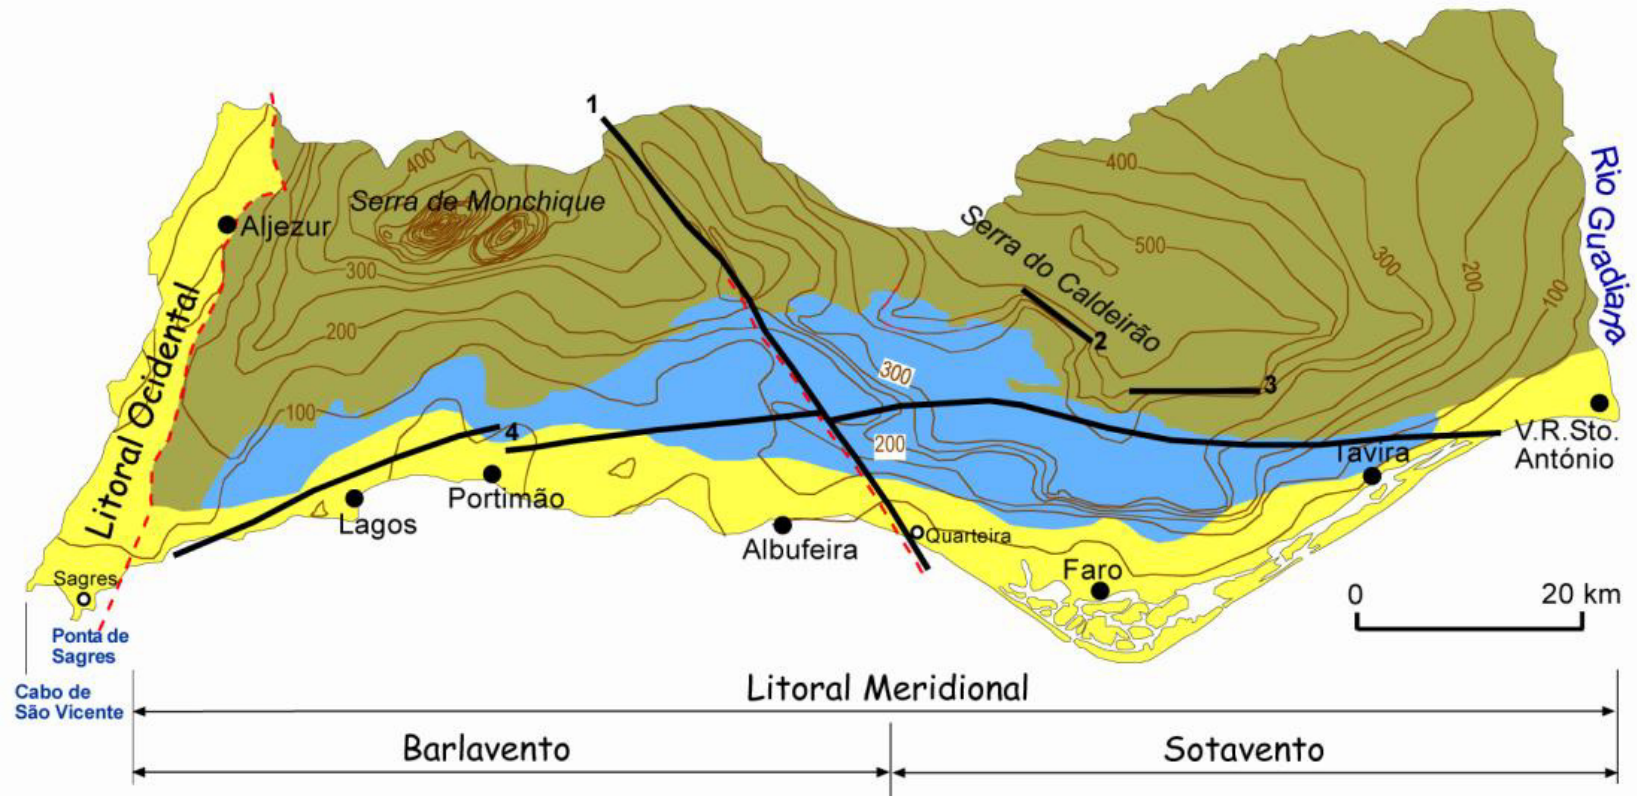 1
400
Serra de Monchique
Aljezur
300
200
100
Litoral Ocidental
4
Portimão
Lagos
Albufeira
Quarteira
Faro
Sagres
Ponta de
Sagres
Cabo de
São Vicente
Serra do Caldeirão
2
3
400
500
300
200
100
300
200
Rio Guadiana
Tavira
V.R.Sto.
António
0 20 km
Litoral Meridional
Barlavento
Sotavento